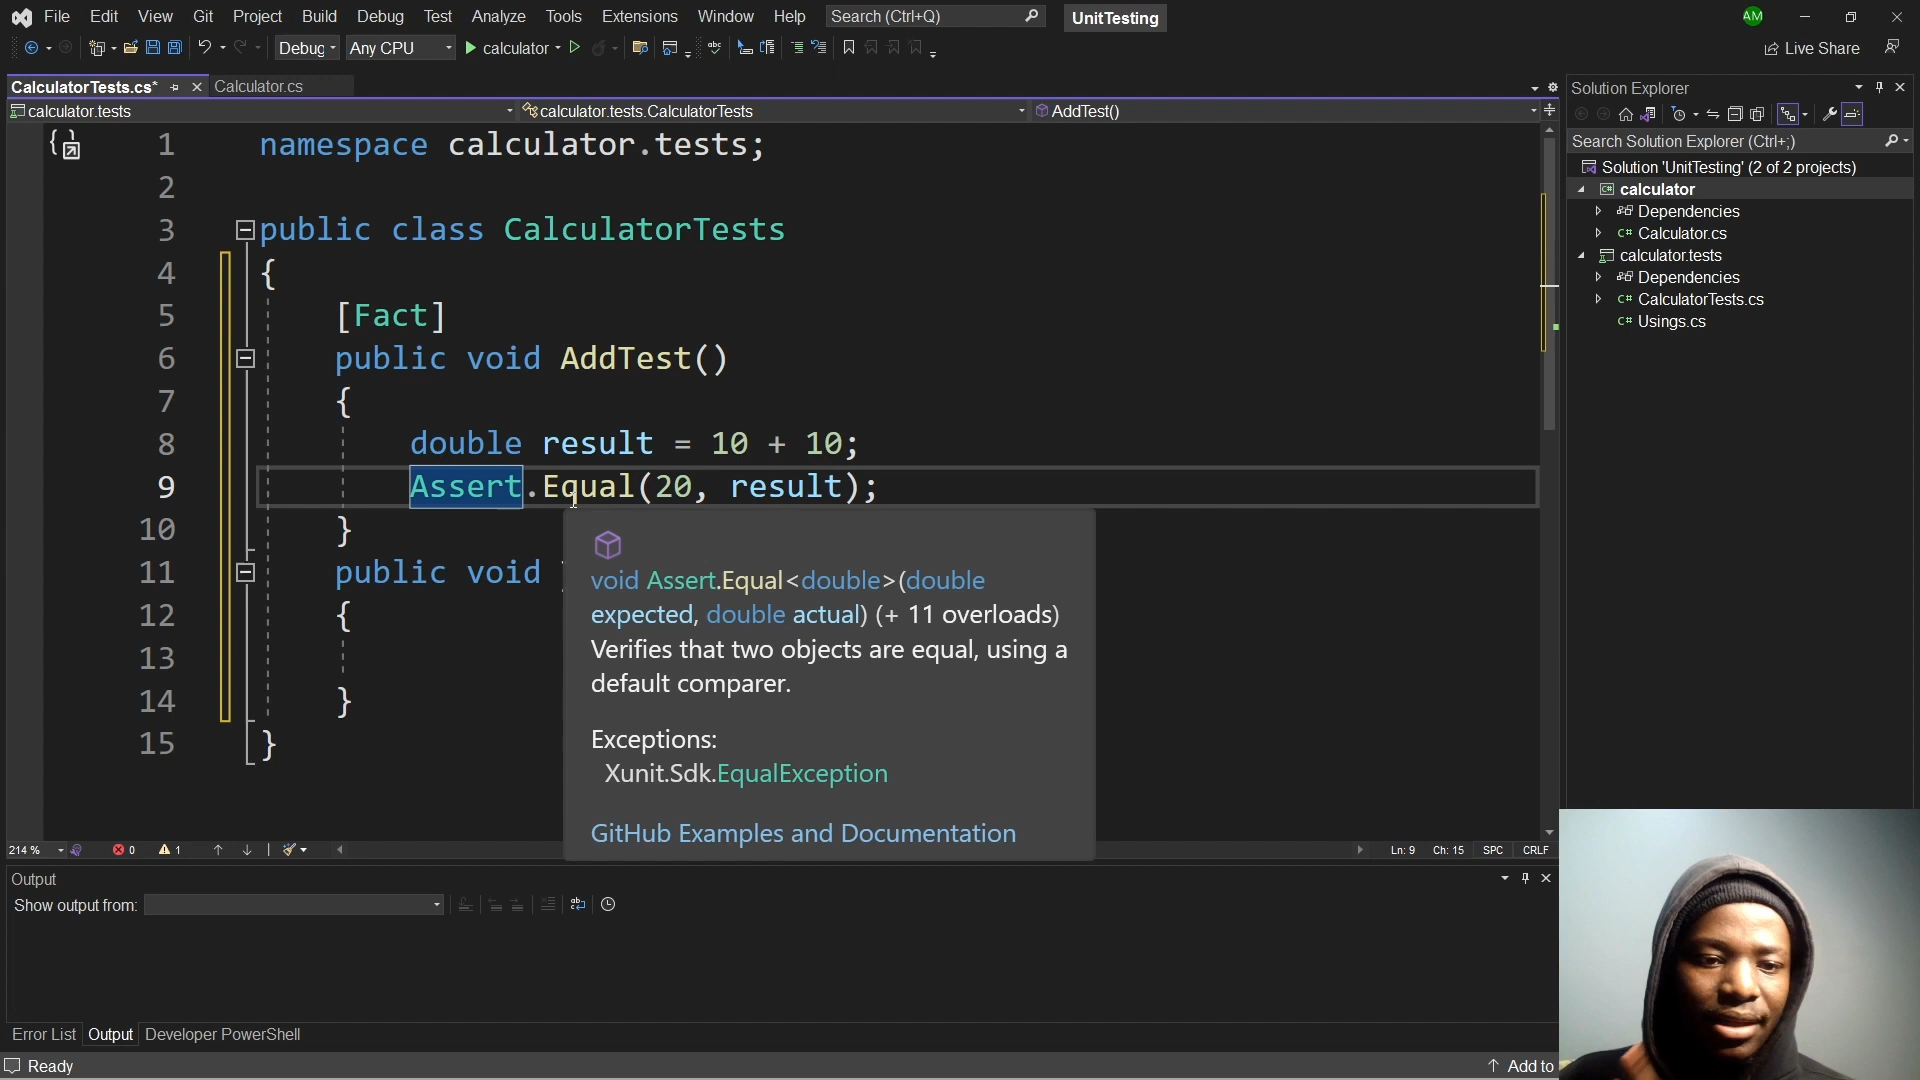 File Edit View Git Project Build Debug Test Analyze Tools Extensions Window Help Search (Ctrl+Q) UnitTesting AM
Debug Any CPU calculator Live Share
CalculatorTests.cs* Calculator.cs
calculator.tests calculator.tests.CalculatorTests AddTest()
1 namespace calculator.tests;
2
3 public class CalculatorTests
4 {
5 [Fact]
6 public void AddTest()
7 {
8 double result = 10 + 10;
9 Assert.Equal(20, result);
10 }
11 public void
12 {
13
14 }
15 }
void Assert.Equal<double>(double
expected, double actual) (+ 11 overloads)
Verifies that two objects are equal, using a
default comparer.
Exceptions:
Xunit.Sdk.EqualException
GitHub Examples and Documentation
214 % 0 1 Ln: 9 Ch: 15 SPC CRLF
Output
Show output from:
Error List Output Developer PowerShell
Ready Add to
Solution Explorer
Search Solution Explorer (Ctrl+;)
Solution 'UnitTesting' (2 of 2 projects)
calculator
Dependencies
C# Calculator.cs
calculator.tests
Dependencies
C# CalculatorTests.cs
C# Usings.cs